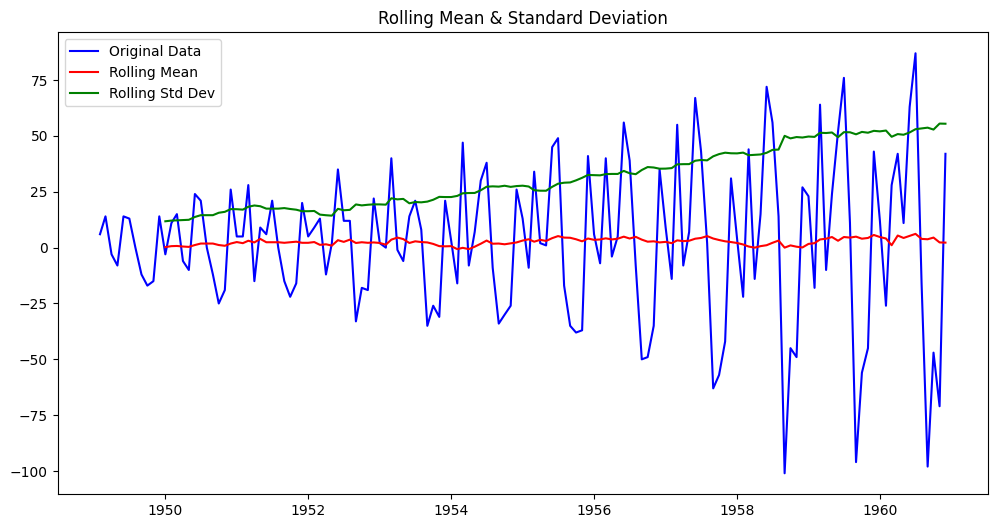 Rolling Mean & Standard Deviation
Original Data
Rolling Mean
Rolling Std Dev
75
50
25
0
−25
−50
−75
−100
1950 1952 1954 1956 1958 1960